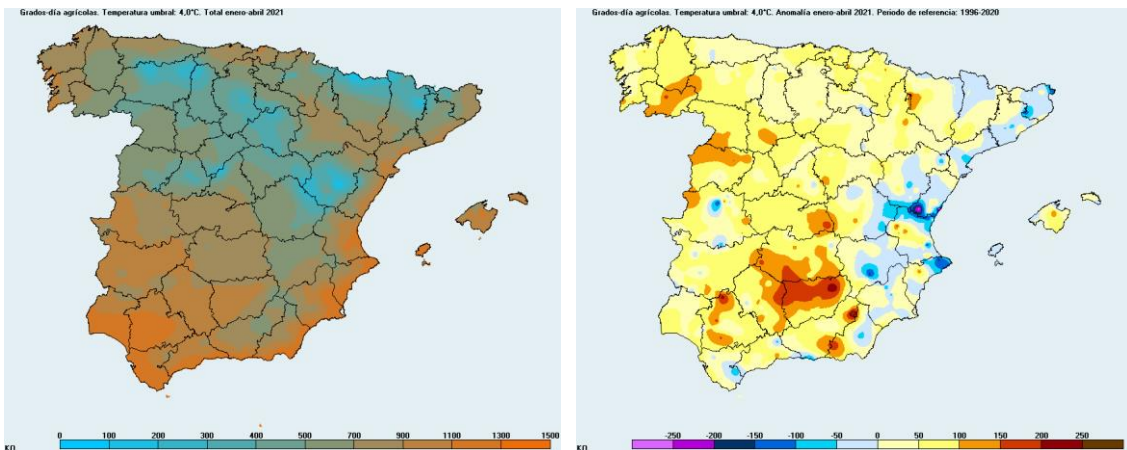 Grados-día agrícolas. Temperatura umbral: 4,0°C. Total enero-abril 2021
0 100 200 300 400 500 700 900 1100 1300 1500
Grados-día agrícolas. Temperatura umbral: 4,0°C. Anomalía enero-abril 2021. Periodo de referencia: 1996-2020
-250 -200 -150 -100 -50 0 50 100 150 200 250